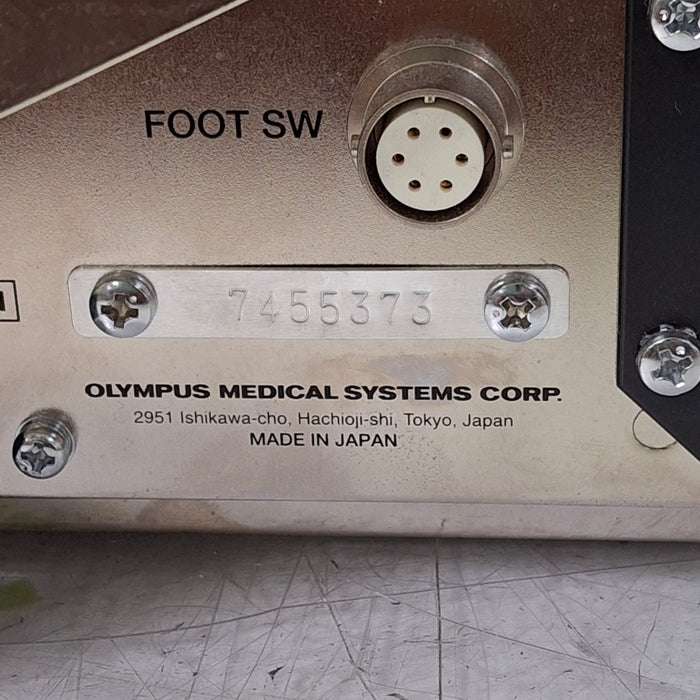 FOOT SW
7455373
OLYMPUS MEDICAL SYSTEMS CORP.
2951 Ishikawa-cho, Hachioji-shi, Tokyo, Japan
MADE IN JAPAN